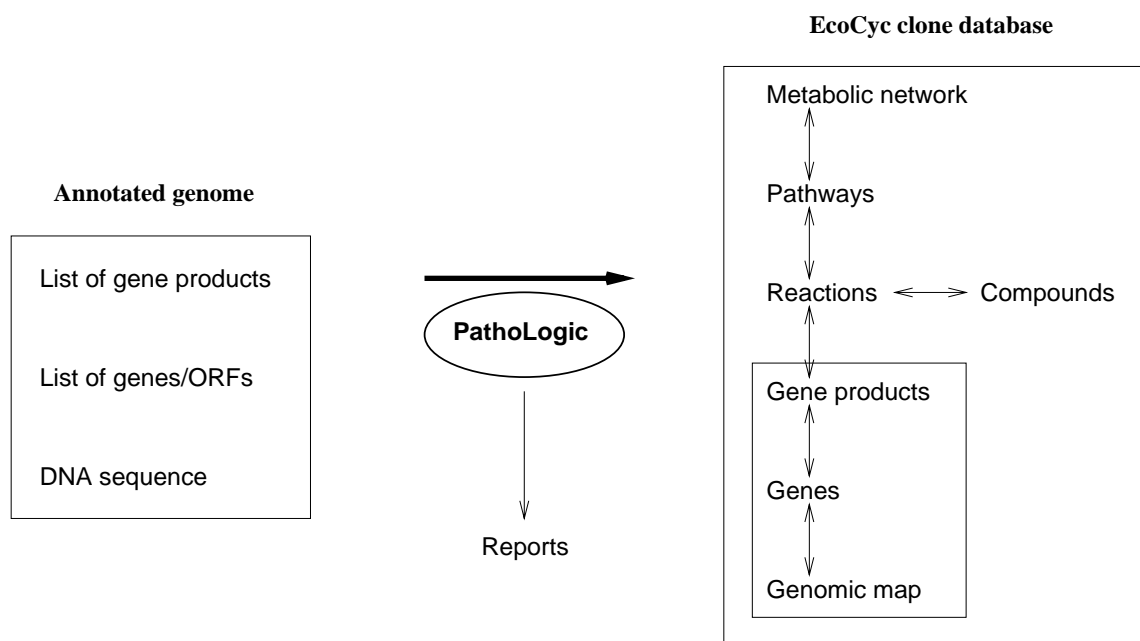 EcoCyc clone database
Metabolic network
Annotated genome
Pathways
List of gene products
Reactions
Compounds
PathoLogic
List of genes/ORFs
Gene products
DNA sequence
Genes
Reports
Genomic map